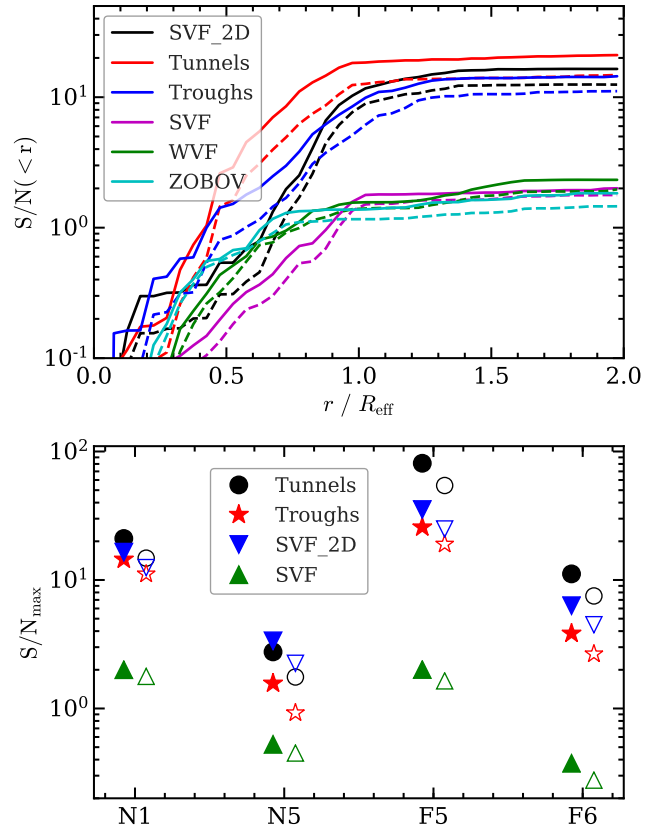 S/N(< r)
10^1
10^0
10^-1
SVF_2D
Tunnels
Troughs
SVF
WVF
ZOBOV
0.0 0.5 1.0 1.5 2.0
r / R_eff
S/N_max
10^2
10^1
10^0
Tunnels
Troughs
SVF_2D
SVF
N1 N5 F5 F6